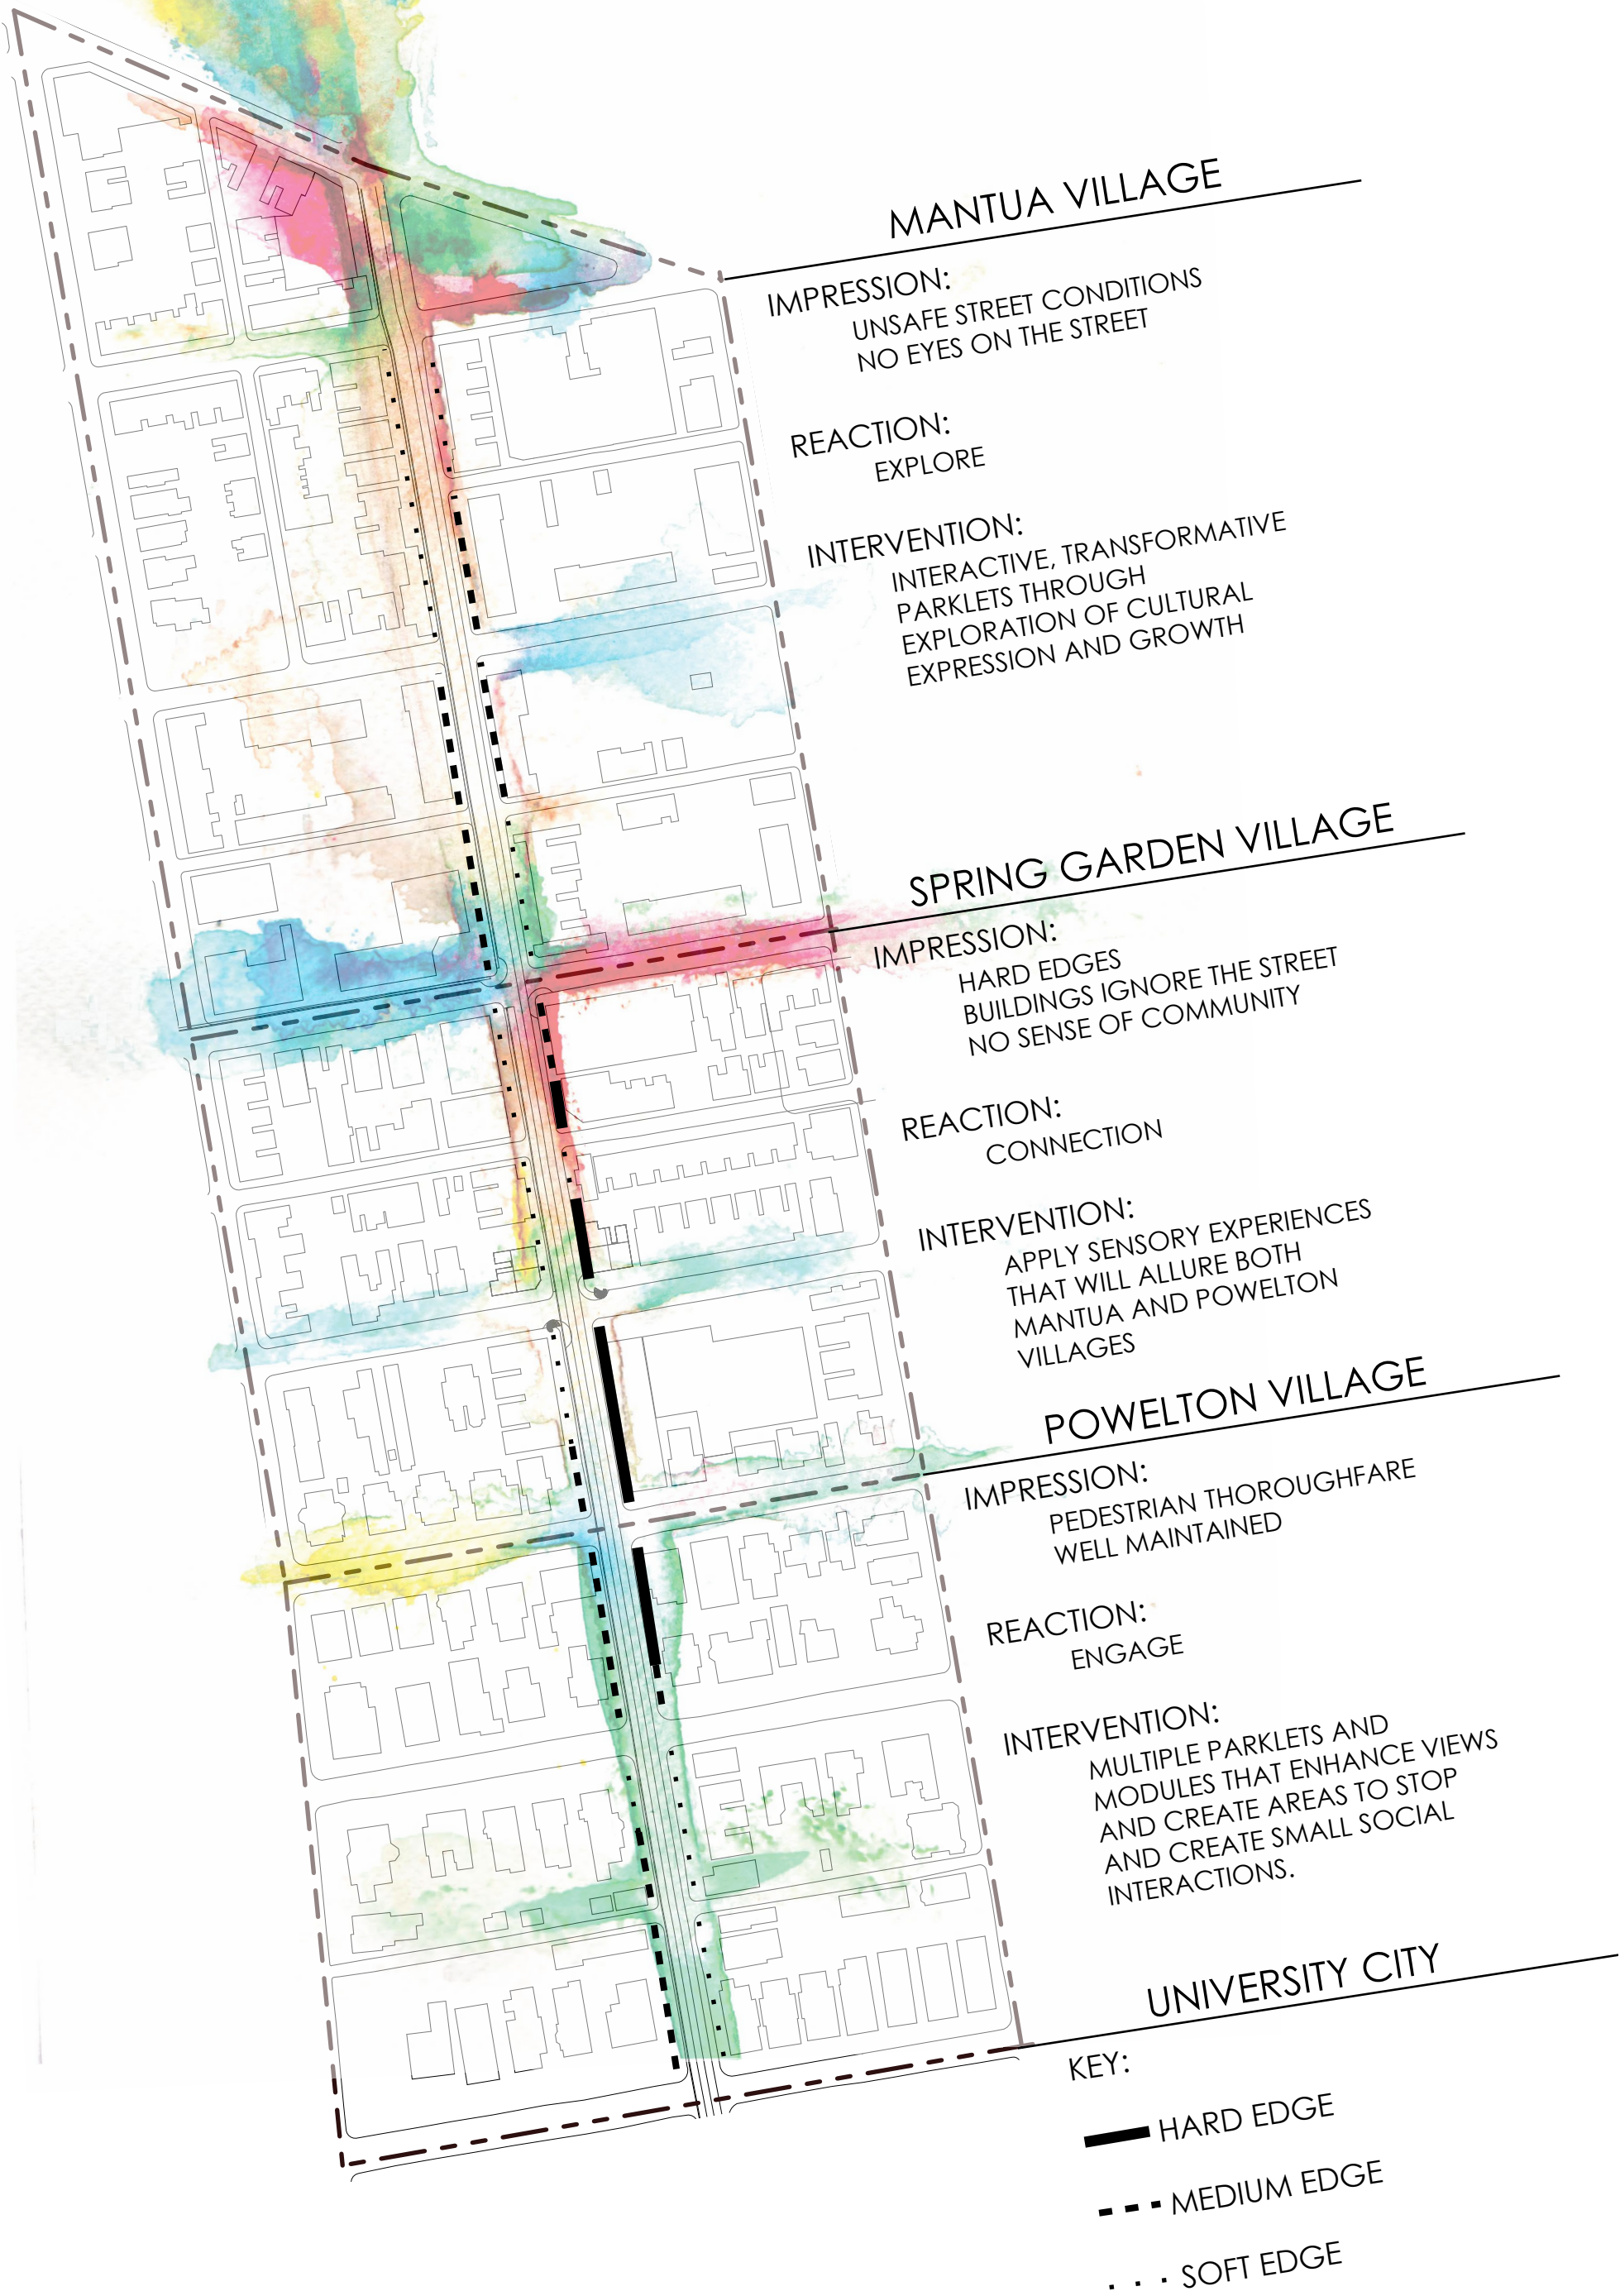 MANTUA VILLAGE
IMPRESSION:
UNSAFE STREET CONDITIONS
NO EYES ON THE STREET
REACTION:
EXPLORE
INTERVENTION:
INTERACTIVE, TRANSFORMATIVE
PARKLETS THROUGH
EXPLORATION OF CULTURAL
EXPRESSION AND GROWTH
SPRING GARDEN VILLAGE
IMPRESSION:
HARD EDGES
BUILDINGS IGNORE THE STREET
NO SENSE OF COMMUNITY
REACTION:
CONNECTION
INTERVENTION:
APPLY SENSORY EXPERIENCES
THAT WILL ALLURE BOTH
MANTUA AND POWELTON
VILLAGES
POWELTON VILLAGE
IMPRESSION:
PEDESTRIAN THOROUGHFARE
WELL MAINTAINED
REACTION:
ENGAGE
INTERVENTION:
MULTIPLE PARKLETS AND
MODULES THAT ENHANCE VIEWS
AND CREATE AREAS TO STOP
AND CREATE SMALL SOCIAL
INTERACTIONS.
UNIVERSITY CITY
KEY:
HARD EDGE
MEDIUM EDGE
SOFT EDGE